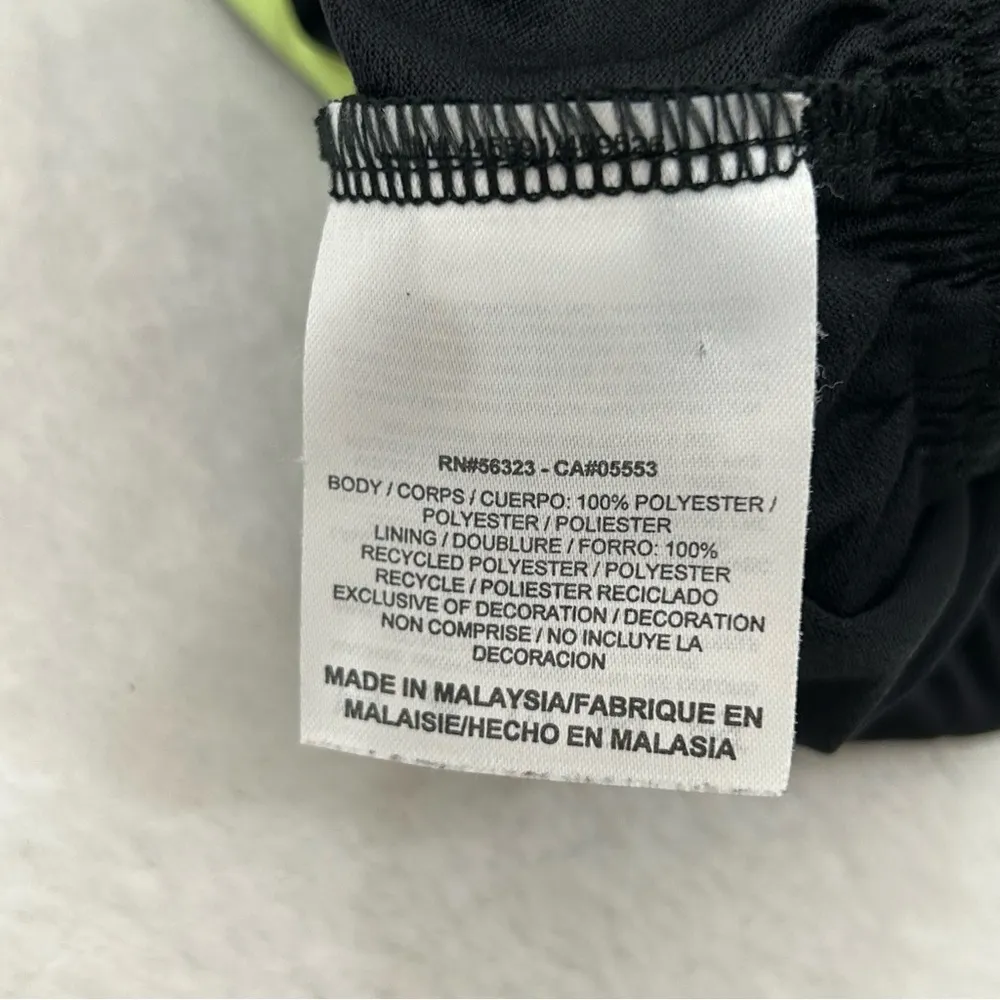 RN#56323 - CA#05553
BODY / CORPS / CUERPO: 100% POLYESTER /
POLYESTER / POLIESTER
LINING / DOUBLURE / FORRO: 100%
RECYCLED POLYESTER / POLYESTER
RECYCLE / POLIESTER RECICLADO
EXCLUSIVE OF DECORATION / DECORATION
NON COMPRISE / NO INCLUYE LA
DECORACION
MADE IN MALAYSIA/FABRIQUE EN
MALAISIE/HECHO EN MALASIA